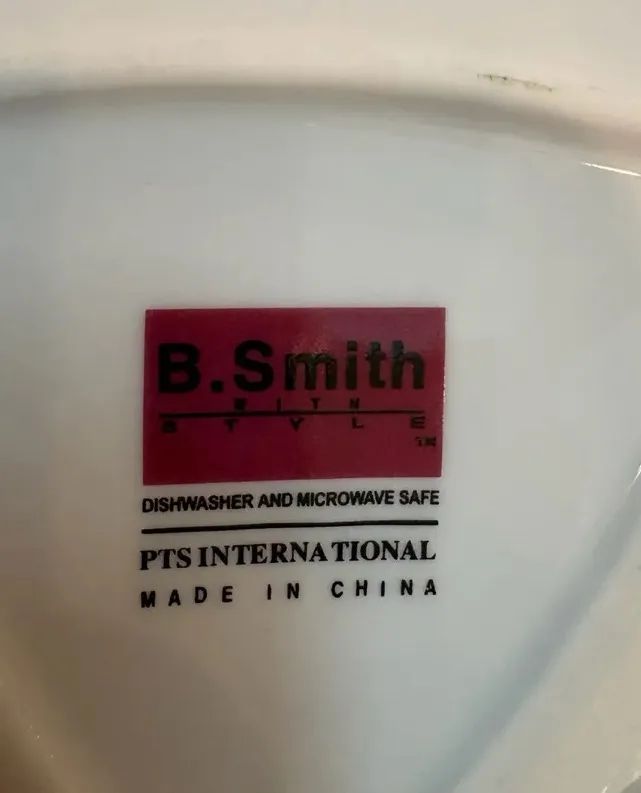 B.Smith
WITH
STYLE
TM
DISHWASHER AND MICROWAVE SAFE
PTS INTERNATIONAL
MADE IN CHINA